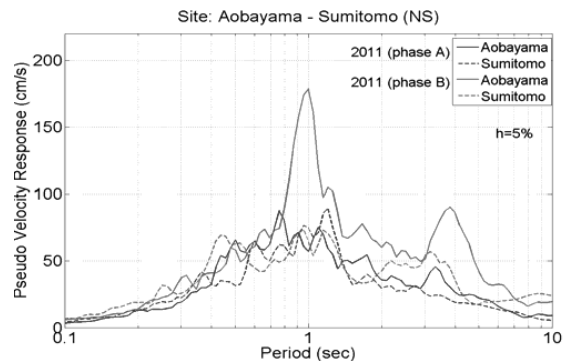 Site: Aobayama - Sumitomo (NS)
200
150
100
50
0
Pseudo Velocity Response (cm/s)
2011 (phase A)
2011 (phase B)
Aobayama
Sumitomo
Aobayama
Sumitomo
h=5%
0.1
1
10
Period (sec)